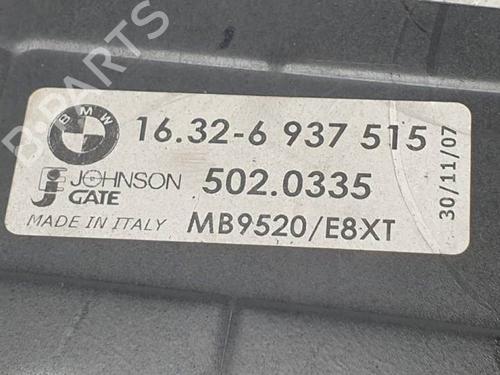 BMW
16.32-6 937 515
JOHNSON
GATE
502.0335
MADE IN ITALY
MB9520/E8XT
30/11/07
B-PARTS